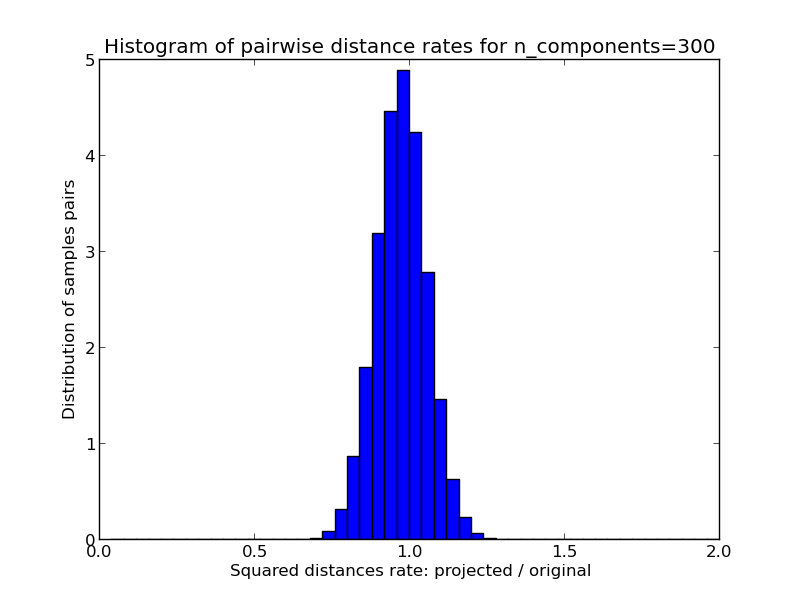 Histogram of pairwise distance rates for n_components=300
5
4
3
2
1
0
Distribution of samples pairs
0.0 0.5 1.0 1.5 2.0
Squared distances rate: projected / original